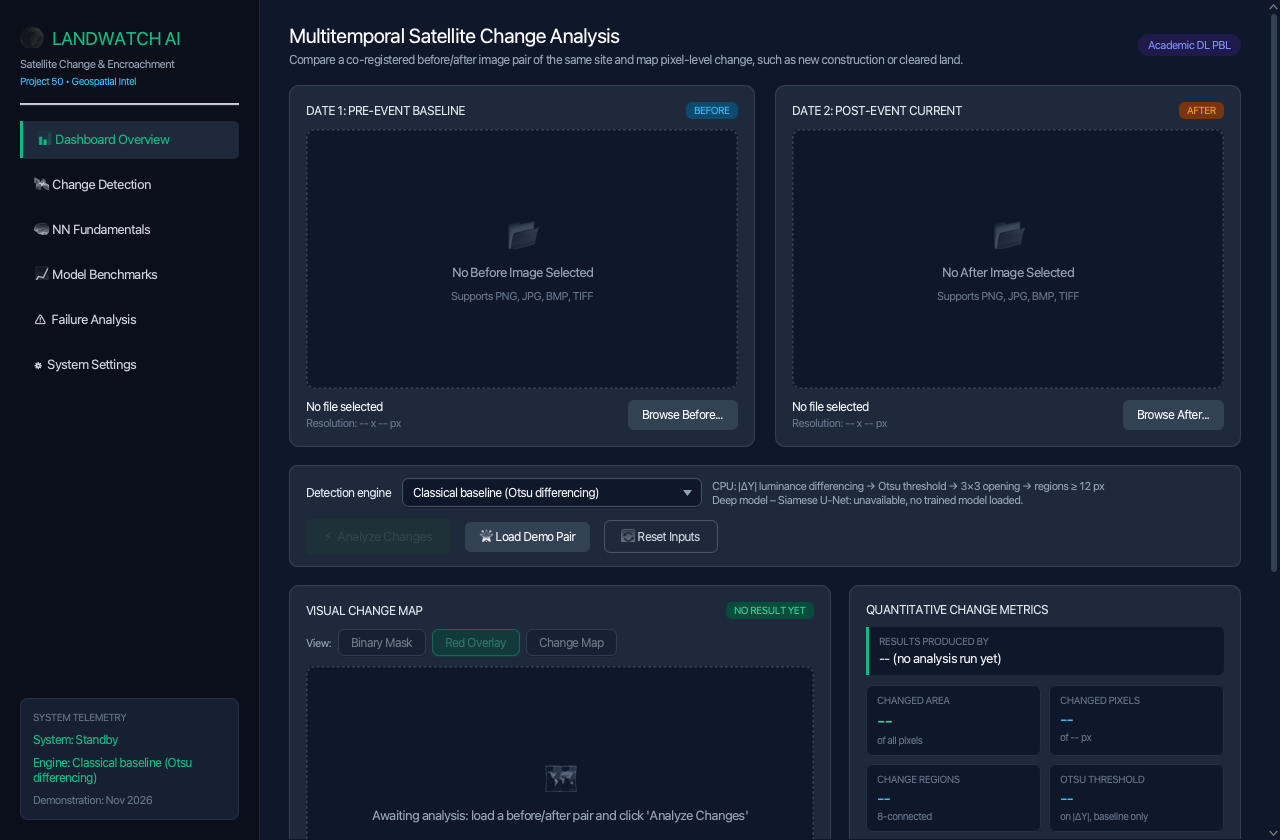 LANDWATCH AI
Satellite Change & Encroachment
Project 50 • Geospatial Intel
Dashboard Overview
Change Detection
NN Fundamentals
Model Benchmarks
Failure Analysis
System Settings
SYSTEM TELEMETRY
System: Standby
Engine: Classical baseline (Otsu
differencing)
Demonstration: Nov 2026
Multitemporal Satellite Change Analysis
Compare a co-registered before/after image pair of the same site and map pixel-level change, such as new construction or cleared land.
Academic DL PBL
DATE 1: PRE-EVENT BASELINE
BEFORE
No Before Image Selected
Supports PNG, JPG, BMP, TIFF
No file selected
Resolution: -- x -- px
Browse Before...
DATE 2: POST-EVENT CURRENT
AFTER
No After Image Selected
Supports PNG, JPG, BMP, TIFF
No file selected
Resolution: -- x -- px
Browse After...
Detection engine
Classical baseline (Otsu differencing)
CPU: |ΔY| luminance differencing → Otsu threshold → 3×3 opening → regions ≥ 12 px
Deep model – Siamese U-Net: unavailable, no trained model loaded.
⚡ Analyze Changes
Load Demo Pair
Reset Inputs
VISUAL CHANGE MAP
NO RESULT YET
View:
Binary Mask
Red Overlay
Change Map
Awaiting analysis: load a before/after pair and click 'Analyze Changes'
QUANTITATIVE CHANGE METRICS
RESULTS PRODUCED BY
-- (no analysis run yet)
CHANGED AREA
--
of all pixels
CHANGED PIXELS
--
of -- px
CHANGE REGIONS
--
8-connected
OTSU THRESHOLD
--
on |ΔY|, baseline only